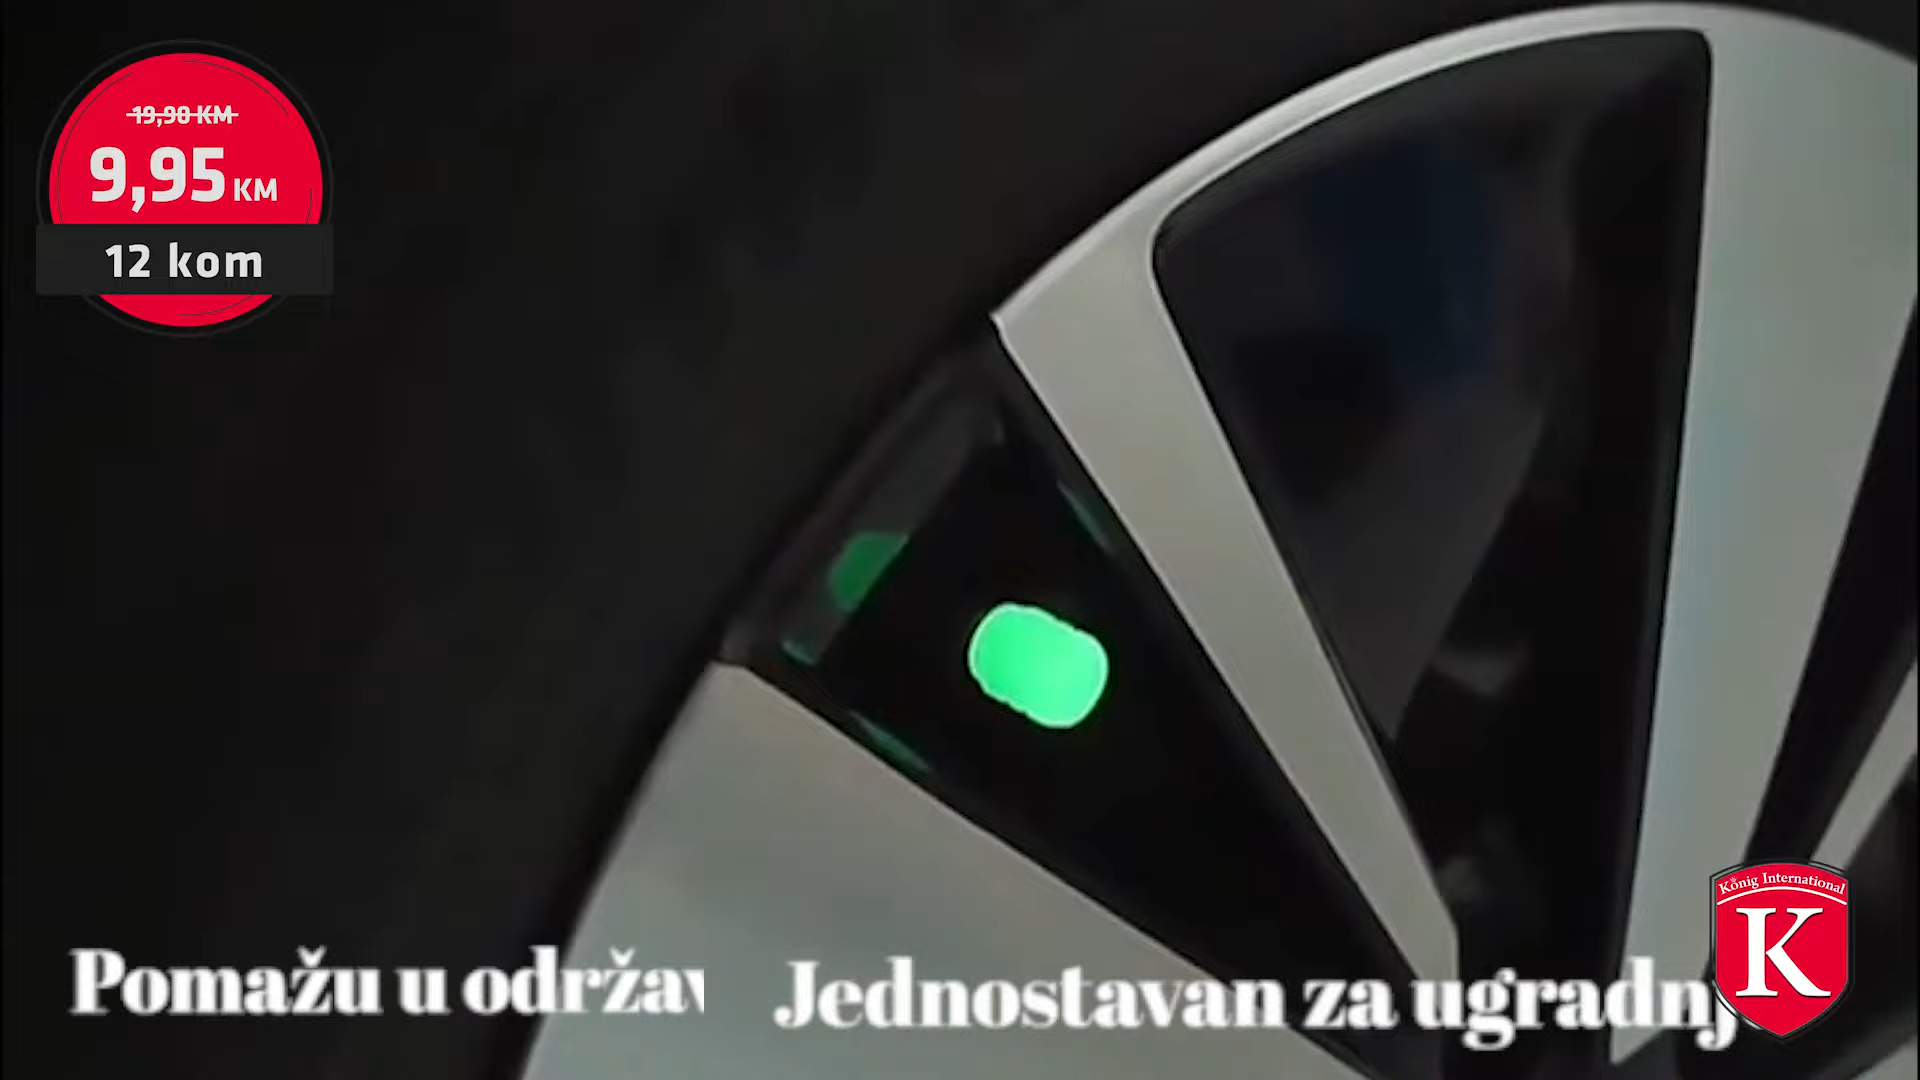 19,90 KM
9,95 KM
12 kom
König International
K
Pomažu u održav
Jednostavan za ugradnj